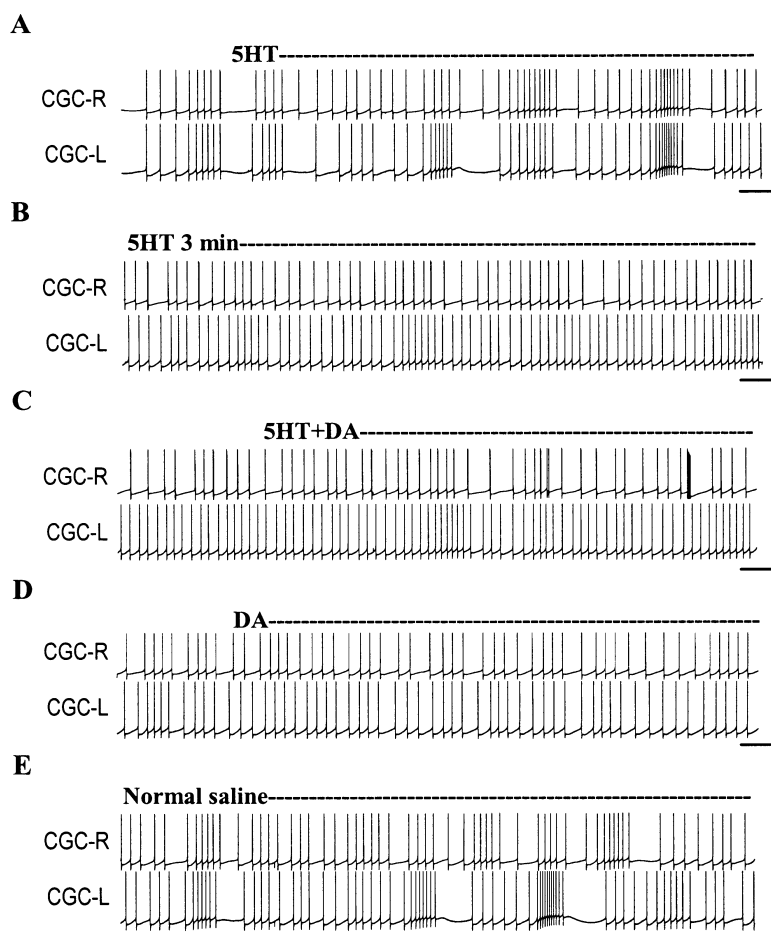 A
5HT
CGC-R
CGC-L
B
5HT 3 min
CGC-R
CGC-L
C
5HT+DA
CGC-R
CGC-L
D
DA
CGC-R
CGC-L
E
Normal saline
CGC-R
CGC-L